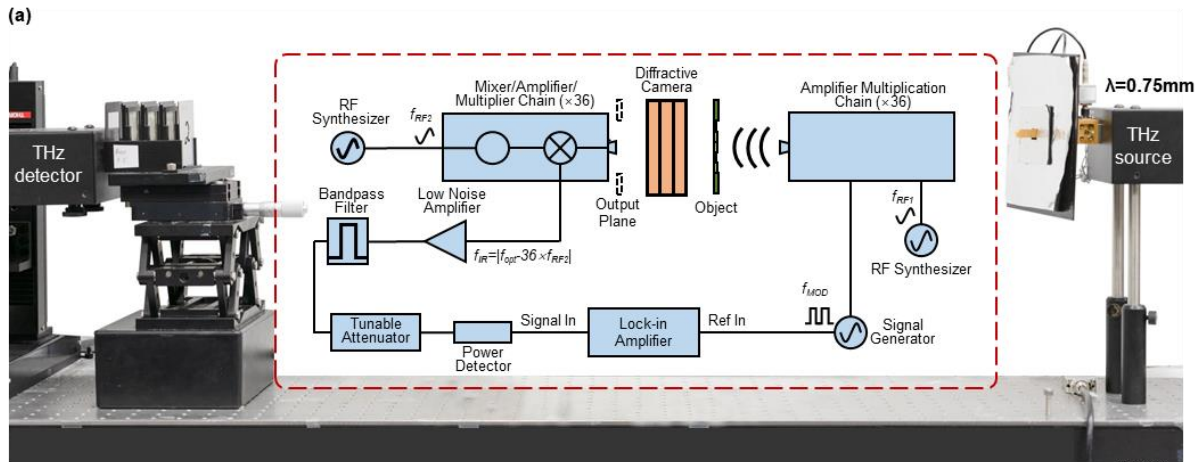 (a)
Diffractive
Camera
Mixer/Amplifier/
Multiplier Chain (×36)
Amplifier Multiplication
Chain (×36)
λ=0.75mm
RF
Synthesizer
f_RF2
THz
detector
THz
source
Bandpass
Filter
Low Noise
Amplifier
Output
Plane
Object
f_RF1
f_IR=|f_opt-36×f_RF2|
RF Synthesizer
f_MOD
Tunable
Attenuator
Signal In
Lock-in
Amplifier
Ref In
Signal
Generator
Power
Detector